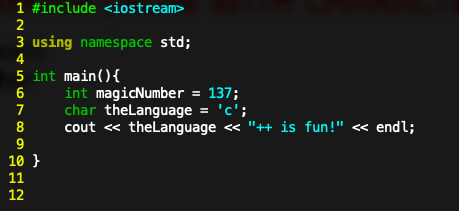 1 #include <iostream>
2
3 using namespace std;
4
5 int main(){
6     int magicNumber = 137;
7     char theLanguage = 'c';
8     cout << theLanguage << "++ is fun!" << endl;
9
10 }
11
12